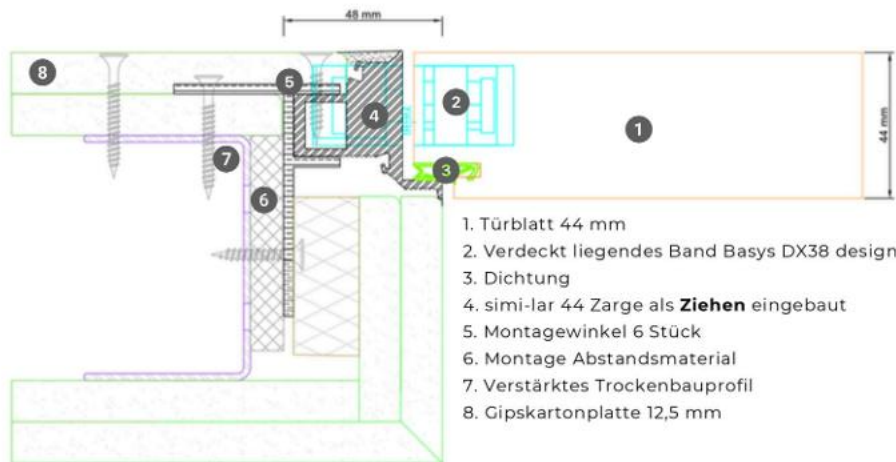 48 mm
8
5
4
2
1
44 mm
7
3
6
1. Türblatt 44 mm
2. Verdeckt liegendes Band Basys DX38 design
3. Dichtung
4. simi-lar 44 Zarge als Ziehen eingebaut
5. Montagewinkel 6 Stück
6. Montage Abstandsmaterial
7. Verstärktes Trockenbauprofil
8. Gipskartonplatte 12,5 mm